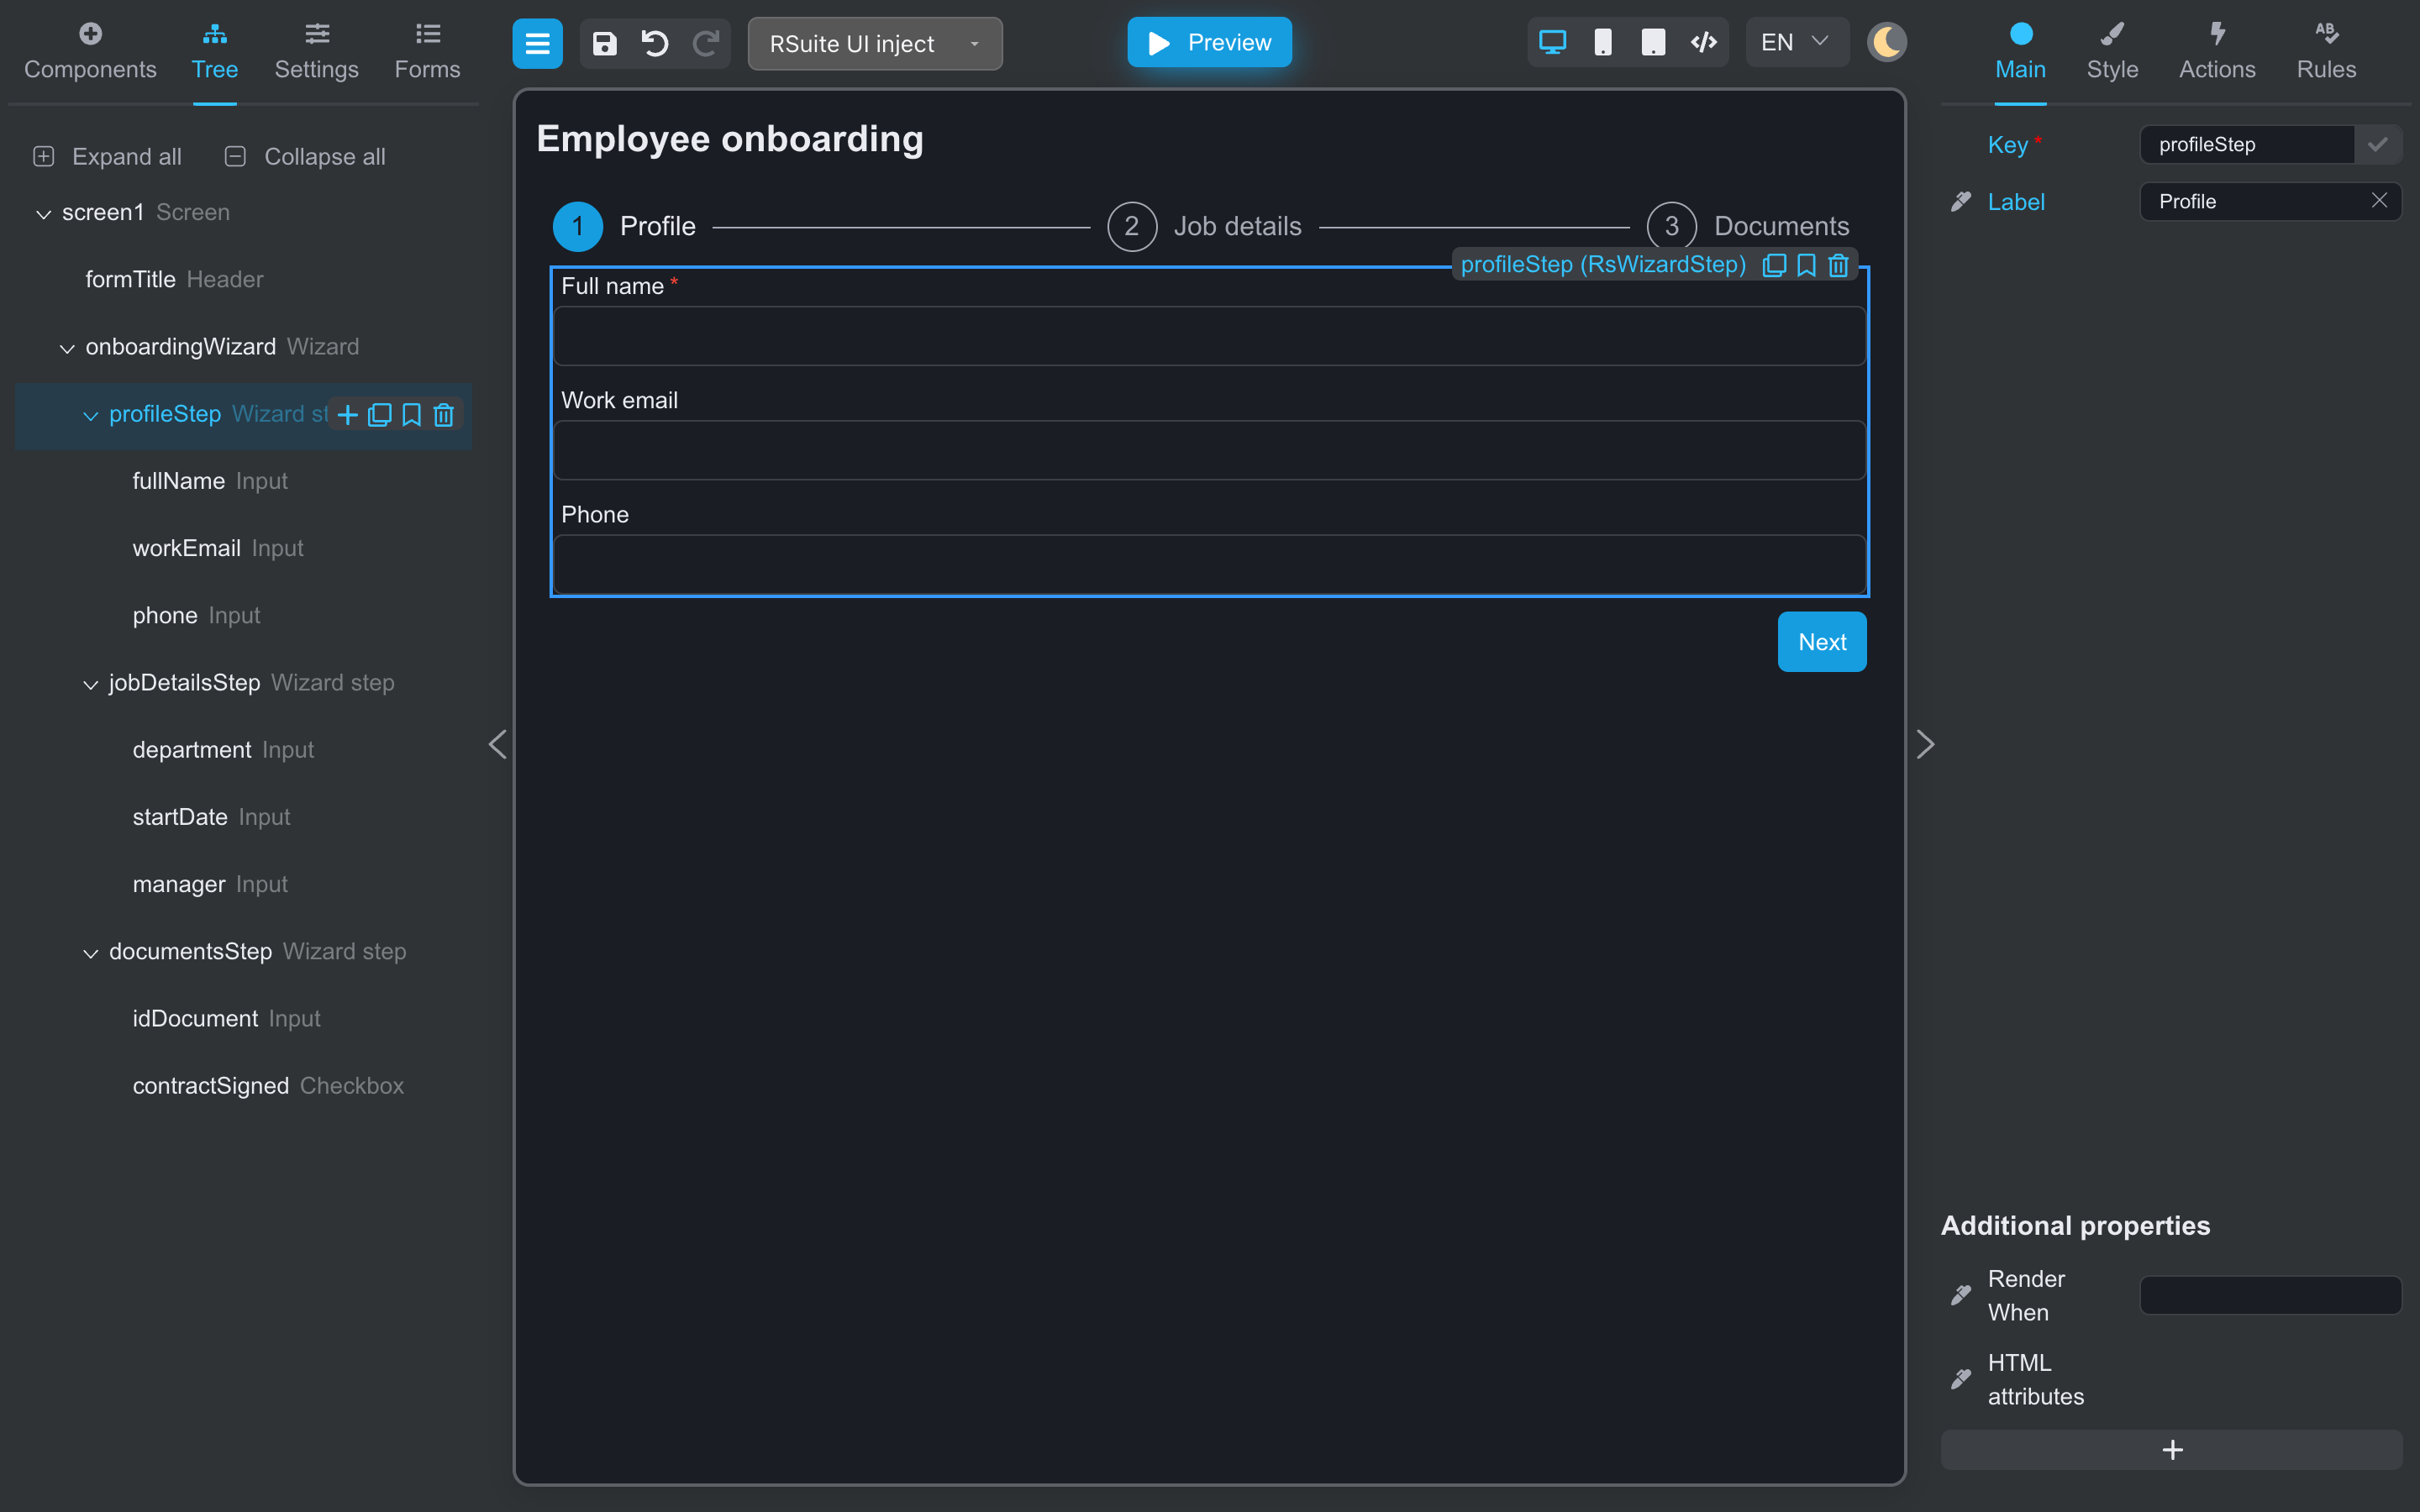 Components
Tree
Settings
Forms
RSuite UI inject
Preview
EN
Main
Style
Actions
AB
Rules
Expand all
Collapse all
screen1 Screen
formTitle Header
onboardingWizard Wizard
profileStep Wizard st
fullName Input
workEmail Input
phone Input
jobDetailsStep Wizard step
department Input
startDate Input
manager Input
documentsStep Wizard step
idDocument Input
contractSigned Checkbox
Employee onboarding
1 Profile
2 Job details
3 Documents
profileStep (RsWizardStep)
Full name *
Work email
Phone
Next
Key *
profileStep
Label
Profile
Additional properties
Render
When
HTML
attributes